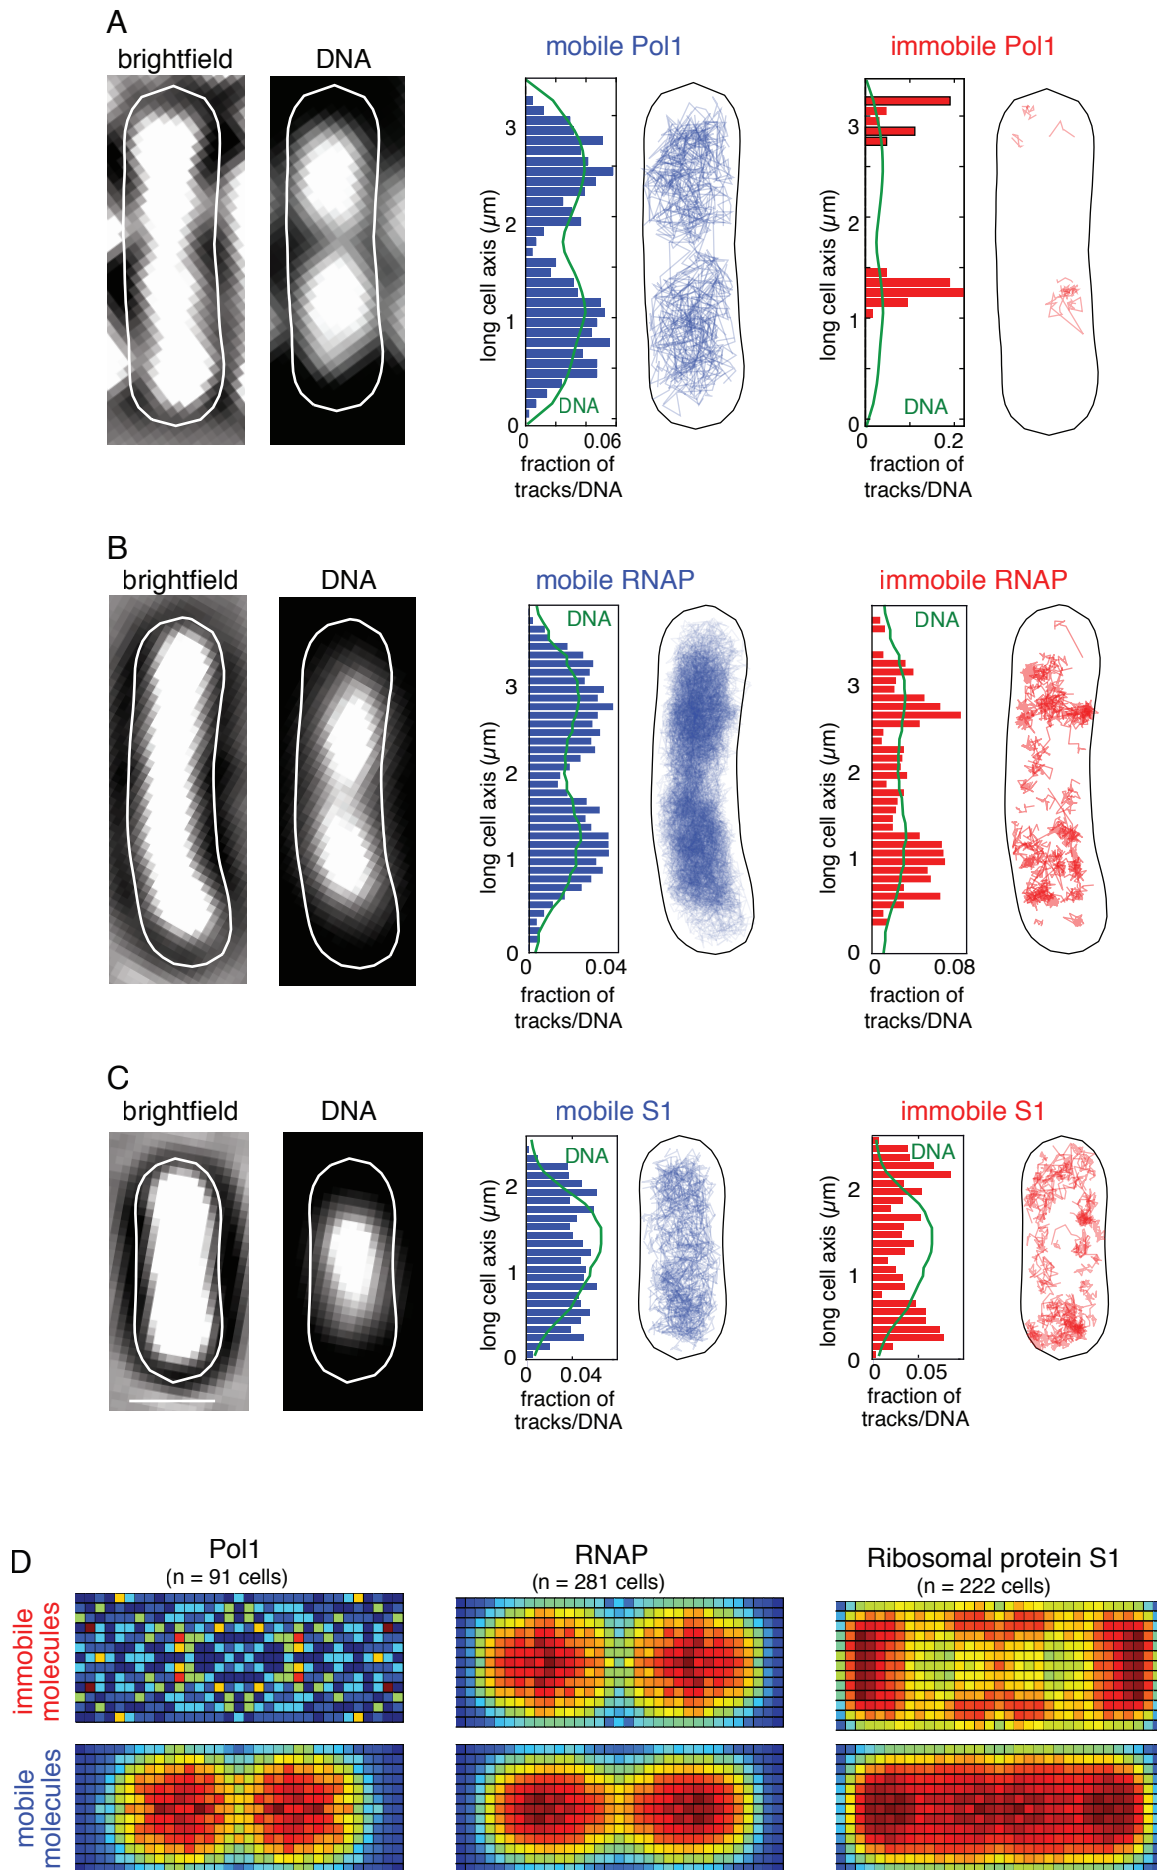 A
brightfield
DNA
mobile Pol1
immobile Pol1
long cell axis (µm)
3
2
1
0
DNA
0
0.06
fraction of
tracks/DNA
long cell axis (µm)
3
2
1
0
DNA
0
0.2
fraction of
tracks/DNA
B
brightfield
DNA
mobile RNAP
immobile RNAP
DNA
long cell axis (µm)
3
2
1
0
0
0.04
fraction of
tracks/DNA
DNA
long cell axis (µm)
3
2
1
0
0
0.08
fraction of
tracks/DNA
C
brightfield
DNA
mobile S1
immobile S1
DNA
long cell axis (µm)
2
1
0
0
0.04
fraction of
tracks/DNA
DNA
long cell axis (µm)
2
1
0
0
0.05
fraction of
tracks/DNA
D
Pol1
(n = 91 cells)
RNAP
(n = 281 cells)
Ribosomal protein S1
(n = 222 cells)
immobile
molecules
mobile
molecules